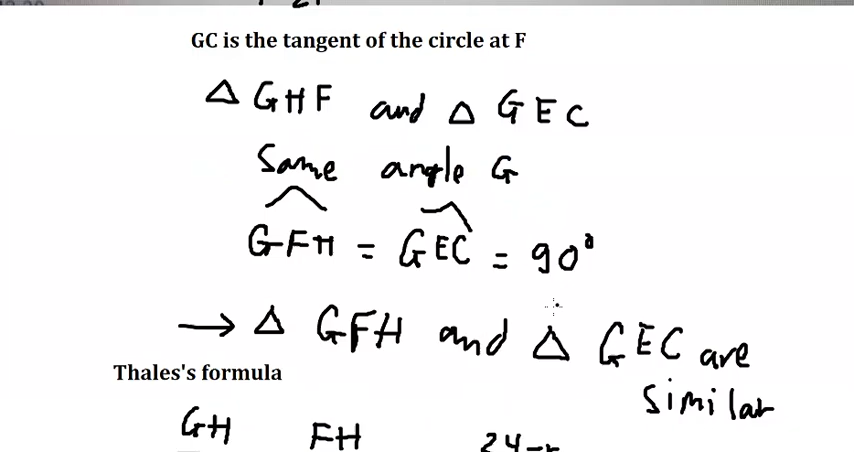 GC is the tangent of the circle at F
△ GHF and △ GEC
Same angle G
GFH = GEC = 90°
→ △ GFH and △ GEC are
similar
Thales's formula
GH FH 24-r